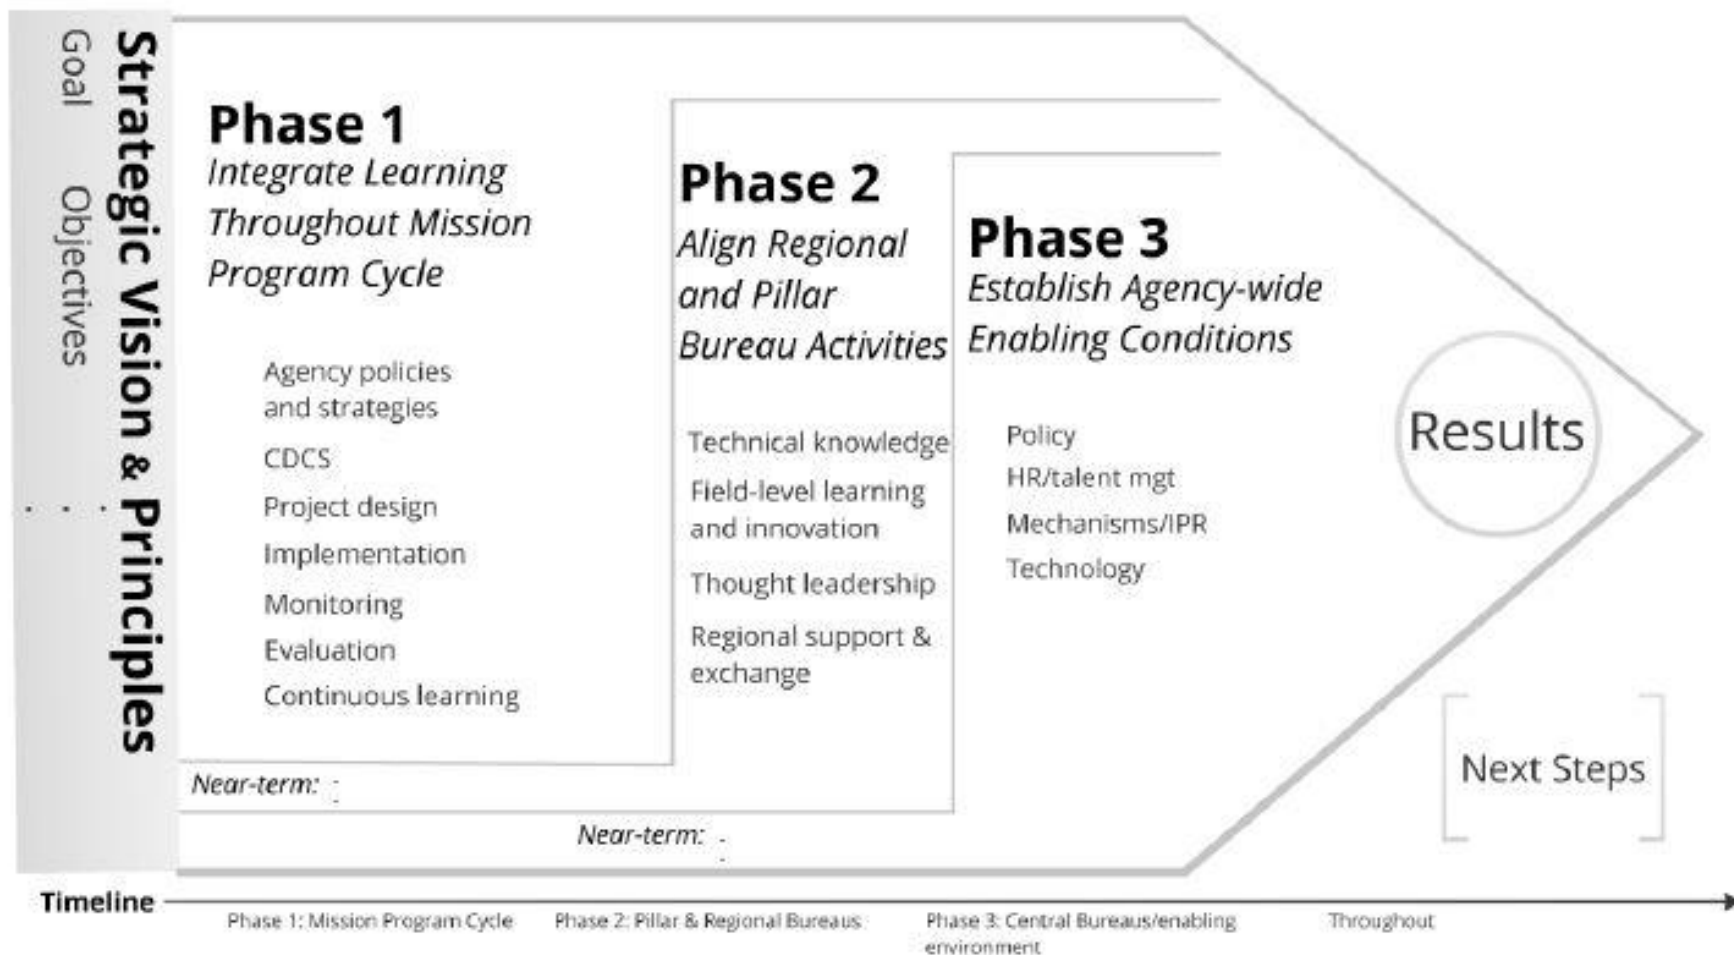 Strategic Vision & Principles
Goal
Objectives
Phase 1
Integrate Learning
Throughout Mission
Program Cycle
Agency policies
and strategies
CDCS
Project design
Implementation
Monitoring
Evaluation
Continuous learning
Near-term:
Phase 2
Align Regional
and Pillar
Bureau Activities
Technical knowledge
Field-level learning
and innovation
Thought leadership
Regional support &
exchange
Near-term:
Phase 3
Establish Agency-wide
Enabling Conditions
Policy
HR/talent mgt
Mechanisms/IPR
Technology
Results
Next Steps
Timeline
Phase 1: Mission Program Cycle
Phase 2: Pillar & Regional Bureaus
Phase 3: Central Bureaus/enabling
environment
Throughout